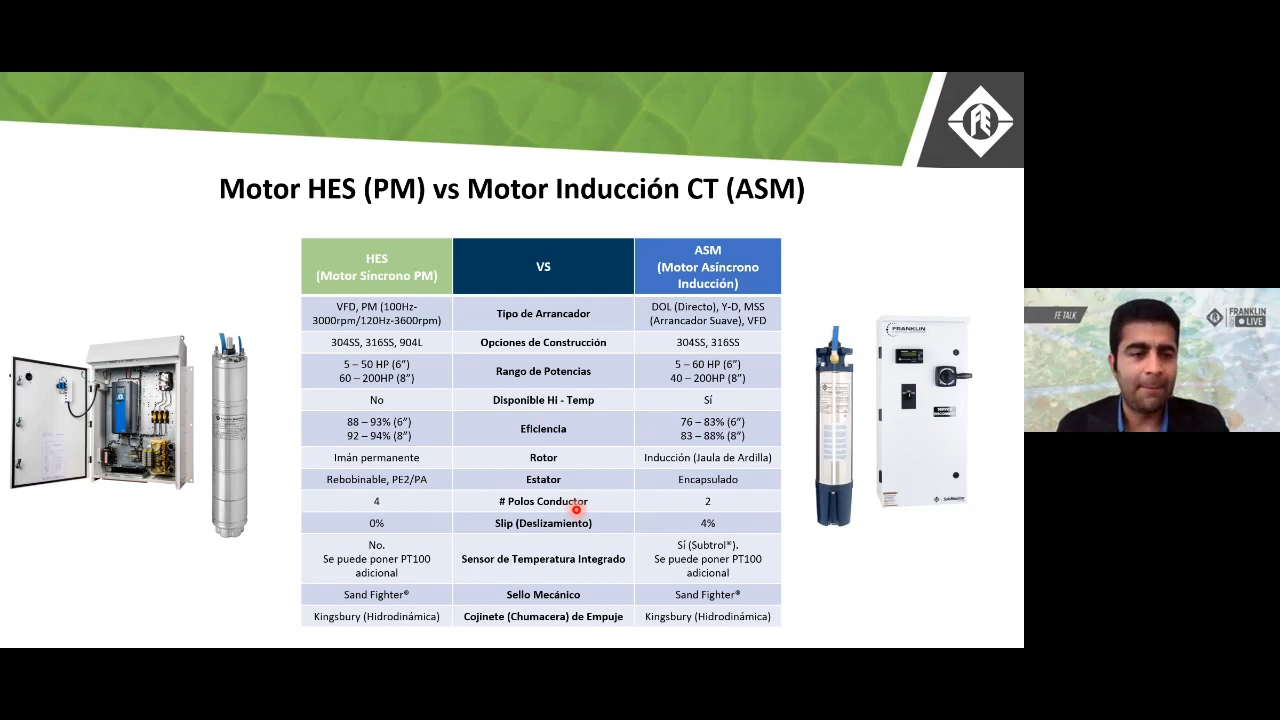 FE
Motor HES (PM) vs Motor Inducción CT (ASM)
HES
(Motor Síncrono PM)
VS
ASM
(Motor Asíncrono
Inducción)
VFD, PM (100Hz-
3000rpm/120Hz-3600rpm)
Tipo de Arrancador
DOL (Directo), Y-D, MSS
(Arrancador Suave), VFD
304SS, 316SS, 904L
Opciones de Construcción
304SS, 316SS
5 – 50 HP (6”)
60 – 200HP (8”)
Rango de Potencias
5 – 60 HP (6”)
40 – 200HP (8”)
No
Disponible Hi - Temp
Sí
88 – 93% (6”)
92 – 94% (8”)
Eficiencia
76 – 83% (6”)
83 – 88% (8”)
Imán permanente
Rotor
Inducción (Jaula de Ardilla)
Rebobinable, PE2/PA
Estator
Encapsulado
4
# Polos Conductor
2
0%
Slip (Deslizamiento)
4%
No.
Se puede poner PT100
adicional
Sensor de Temperatura Integrado
Sí (Subtrol®).
Se puede poner PT100
adicional
Sand Fighter®
Sello Mecánico
Sand Fighter®
Kingsbury (Hidrodinámica)
Cojinete (Chumacera) de Empuje
Kingsbury (Hidrodinámica)
FRANKLIN
FE TALK
FRANKLIN
LIVE